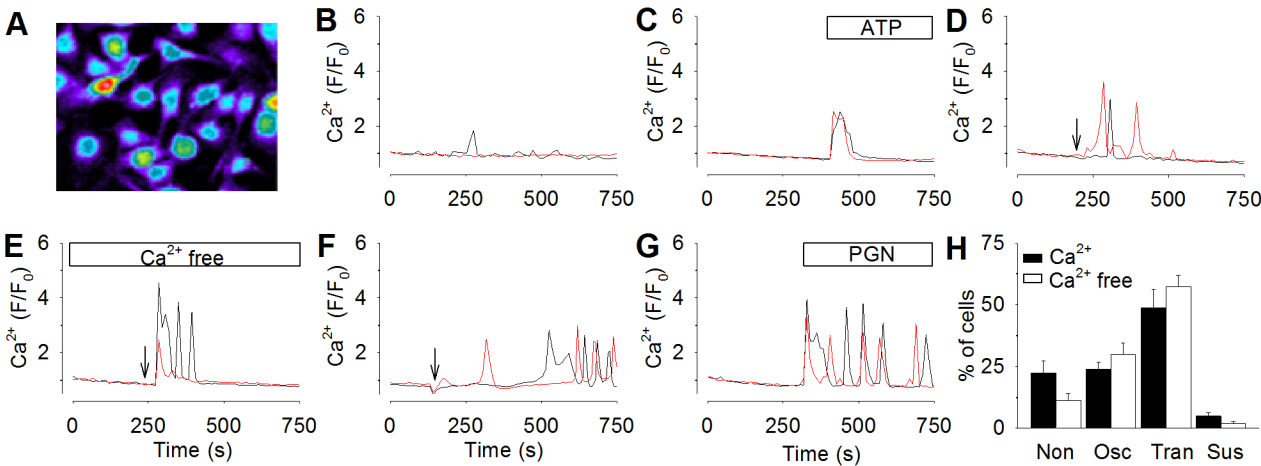 A
B
6
4
2
Ca2+ (F/F0)
0 250 500 750
C
ATP
6
4
2
Ca2+ (F/F0)
0 250 500 750
D
6
4
2
Ca2+ (F/F0)
0 250 500 750
E
Ca2+ free
6
4
2
0
Ca2+ (F/F0)
0 250 500 750
Time (s)
F
6
4
2
Ca2+ (F/F0)
0 250 500 750
Time (s)
G
PGN
6
4
2
Ca2+ (F/F0)
0 250 500 750
Time (s)
H
75
50
25
0
% of cells
Ca2+
Ca2+ free
Non Osc Tran Sus